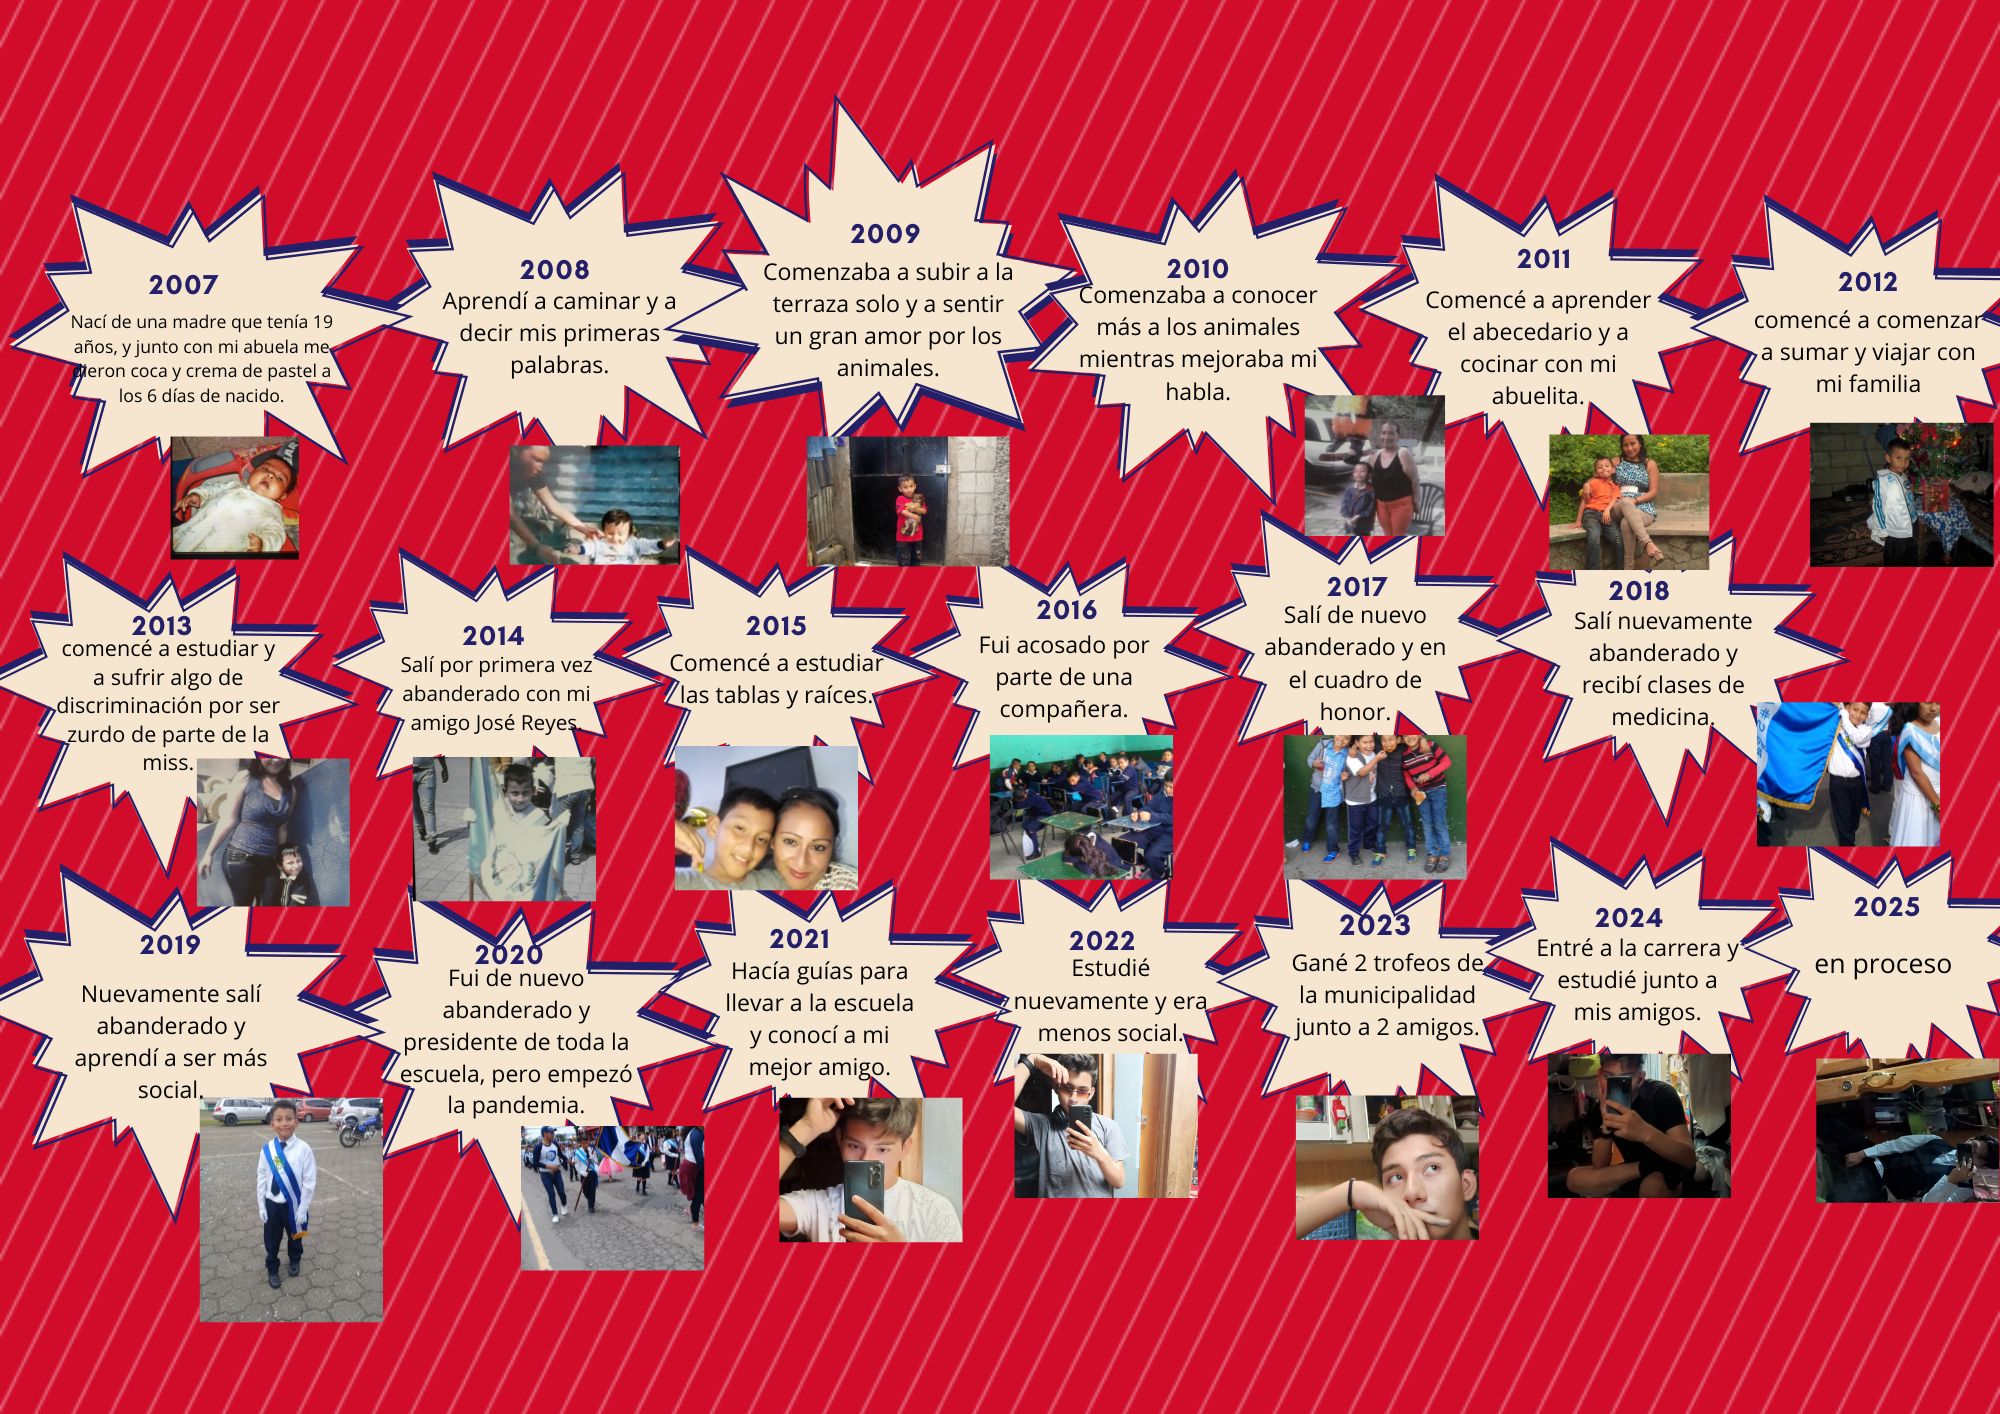 2007
Nací de una madre que tenía 19
años, y junto con mi abuela me
dieron coca y crema de pastel a
los 6 días de nacido.
2008
Aprendí a caminar y a
decir mis primeras
palabras.
2009
Comenzaba a subir a la
terraza solo y a sentir
un gran amor por los
animales.
2010
Comenzaba a conocer
más a los animales
mientras mejoraba mi
habla.
2011
Comencé a aprender
el abecedario y a
cocinar con mi
abuelita.
2012
comencé a comenzar
a sumar y viajar con
mi familia
2013
comencé a estudiar y
a sufrir algo de
discriminación por ser
zurdo de parte de la
miss.
2014
Salí por primera vez
abanderado con mi
amigo José Reyes.
2015
Comencé a estudiar
las tablas y raíces.
2016
Fui acosado por
parte de una
compañera.
2017
Salí de nuevo
abanderado y en
el cuadro de
honor.
2018
Salí nuevamente
abanderado y
recibí clases de
medicina.
2019
Nuevamente salí
abanderado y
aprendí a ser más
social.
2020
Fui de nuevo
abanderado y
presidente de toda la
escuela, pero empezó
la pandemia.
2021
Hacía guías para
llevar a la escuela
y conocí a mi
mejor amigo.
2022
Estudié
nuevamente y era
menos social.
2023
Gané 2 trofeos de
la municipalidad
junto a 2 amigos.
2024
Entré a la carrera y
estudié junto a
mis amigos.
2025
en proceso